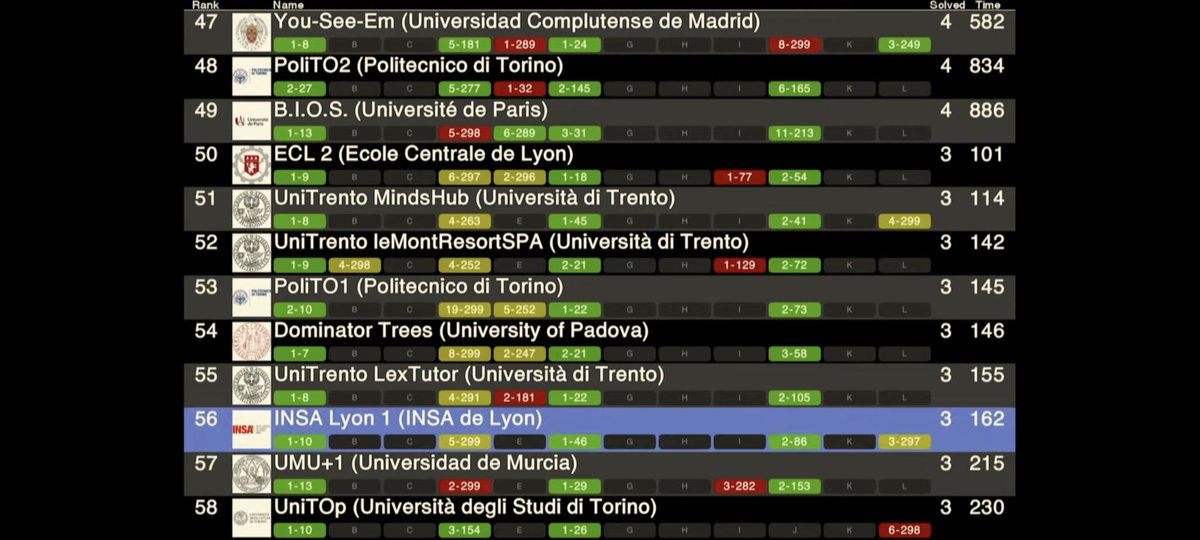 Rank Name Solved Time
47 You-See-Em (Universidad Complutense de Madrid) 4 582
1-8 B C 5-181 1-289 1-24 G H I 8-299 K 3-249
48 PoliTO2 (Politecnico di Torino) 4 834
2-27 B C 5-277 1-32 2-145 G H I 6-165 K L
49 B.I.O.S. (Université de Paris) 4 886
1-13 B C 5-298 6-289 3-31 G H I 11-213 K L
50 ECL 2 (Ecole Centrale de Lyon) 3 101
1-9 B C 6-297 2-296 1-18 G H 1-77 2-54 K L
51 UniTrento MindsHub (Università di Trento) 3 114
1-8 B C 4-263 E 1-45 G H I 2-41 K 4-299
52 UniTrento leMontResortSPA (Università di Trento) 3 142
1-9 4-298 C 4-252 E 2-21 G H 1-129 2-72 K L
53 PoliTO1 (Politecnico di Torino) 3 145
2-10 B C 19-299 5-252 1-22 G H I 2-73 K L
54 Dominator Trees (University of Padova) 3 146
1-7 B C 8-299 2-247 2-21 G H I 3-58 K L
55 UniTrento LexTutor (Università di Trento) 3 155
1-8 B C 4-291 2-181 1-22 G H I 2-105 K L
56 INSA INSA Lyon 1 (INSA de Lyon) 3 162
1-10 B C 5-299 E 1-46 G H I 2-86 K 3-297
57 UMU+1 (Universidad de Murcia) 3 215
1-13 B C 2-299 E 1-29 G H 3-282 2-153 K L
58 UniTOp (Università degli Studi di Torino) 3 230
1-10 B C 3-154 E 1-26 G H I J K 6-298